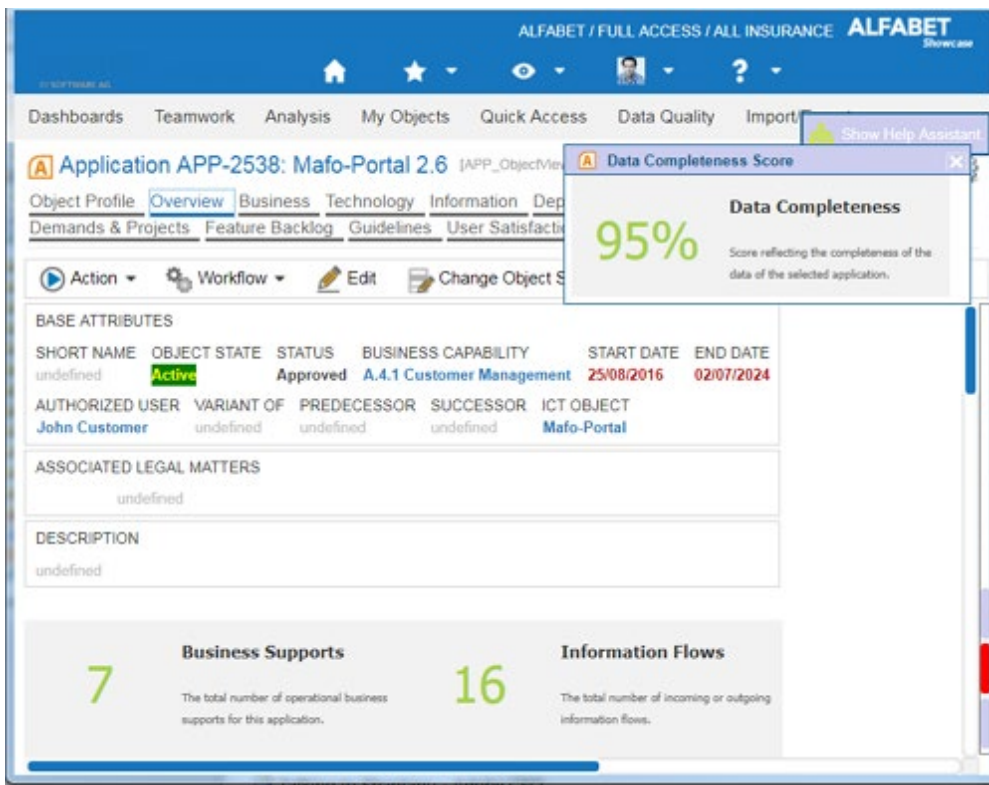 ALFABET / FULL ACCESS / ALL INSURANCE ALFABET
Showcase
Dashboards Teamwork Analysis My Objects Quick Access Data Quality
Show Help Assistant.
Application APP-2538: Mafo-Portal 2.6
Data Completeness Score
Object Profile Overview Business Technology Information
Demands & Projects Feature Backlog Guidelines
Data Completeness
95%
Score reflecting the completeness of the
data of the selected application.
Action Workflow Edit Change Object
BASE ATTRIBUTES
SHORT NAME OBJECT STATE STATUS BUSINESS CAPABILITY START DATE END DATE
undefined Active Approved A.4.1 Customer Management 25/08/2016 02/07/2024
AUTHORIZED USER VARIANT OF PREDECESSOR SUCCESSOR ICT OBJECT
John Customer undefined undefined undefined Mafo-Portal
ASSOCIATED LEGAL MATTERS
undefined
DESCRIPTION
undefined
7
Business Supports
The total number of operational business
supports for this application.
16
Information Flows
The total number of incoming or outgoing
information flows.